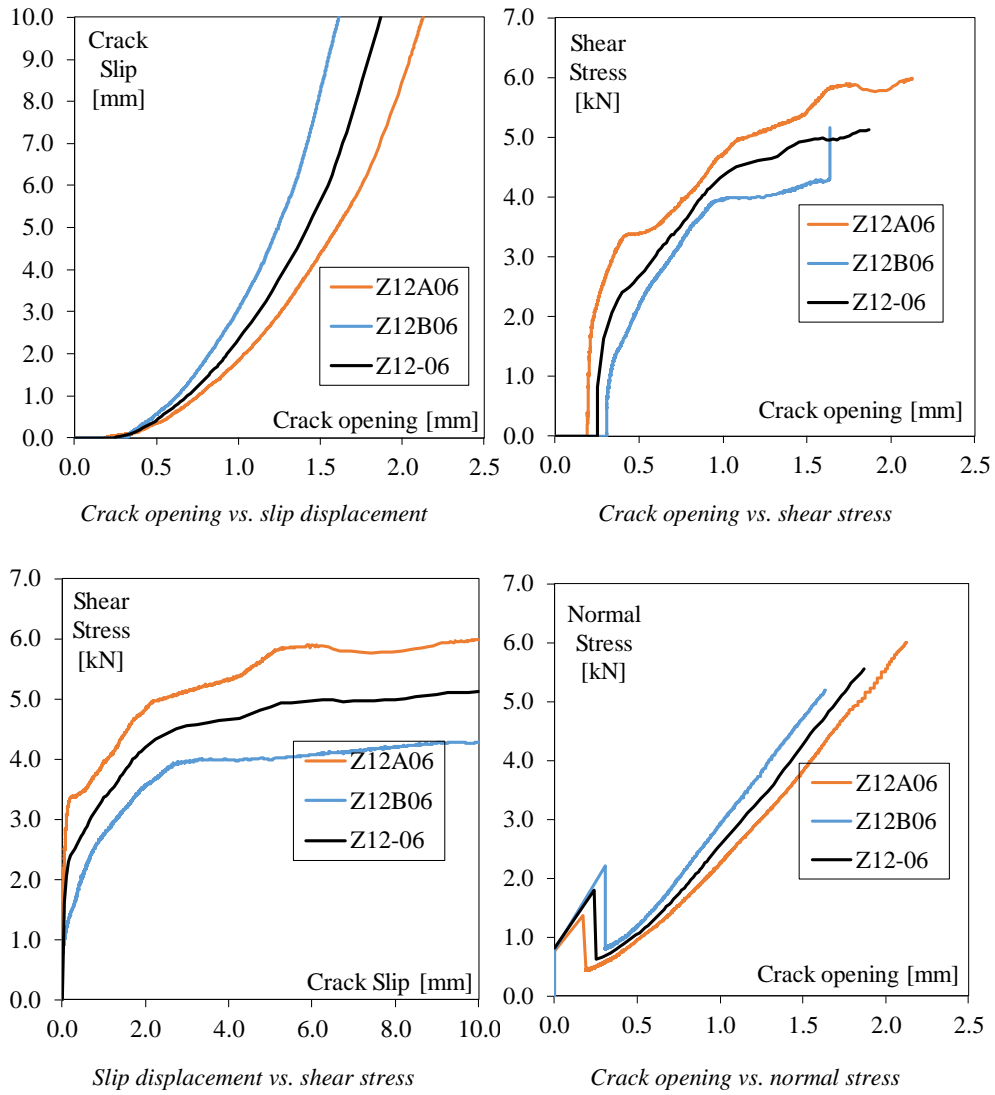 10.0
9.0
8.0
7.0
6.0
5.0
4.0
3.0
2.0
1.0
0.0
Crack
Slip
[mm]
Z12A06
Z12B06
Z12-06
Crack opening [mm]
0.0 0.5 1.0 1.5 2.0 2.5
Crack opening vs. slip displacement
7.0
6.0
5.0
4.0
3.0
2.0
1.0
0.0
Shear
Stress
[kN]
Z12A06
Z12B06
Z12-06
Crack opening [mm]
0.0 0.5 1.0 1.5 2.0 2.5
Crack opening vs. shear stress
7.0
6.0
5.0
4.0
3.0
2.0
1.0
0.0
Shear
Stress
[kN]
Z12A06
Z12B06
Z12-06
Crack Slip [mm]
0.0 2.0 4.0 6.0 8.0 10.0
Slip displacement vs. shear stress
7.0
6.0
5.0
4.0
3.0
2.0
1.0
0.0
Normal
Stress
[kN]
Z12A06
Z12B06
Z12-06
Crack opening [mm]
0.0 0.5 1.0 1.5 2.0 2.5
Crack opening vs. normal stress